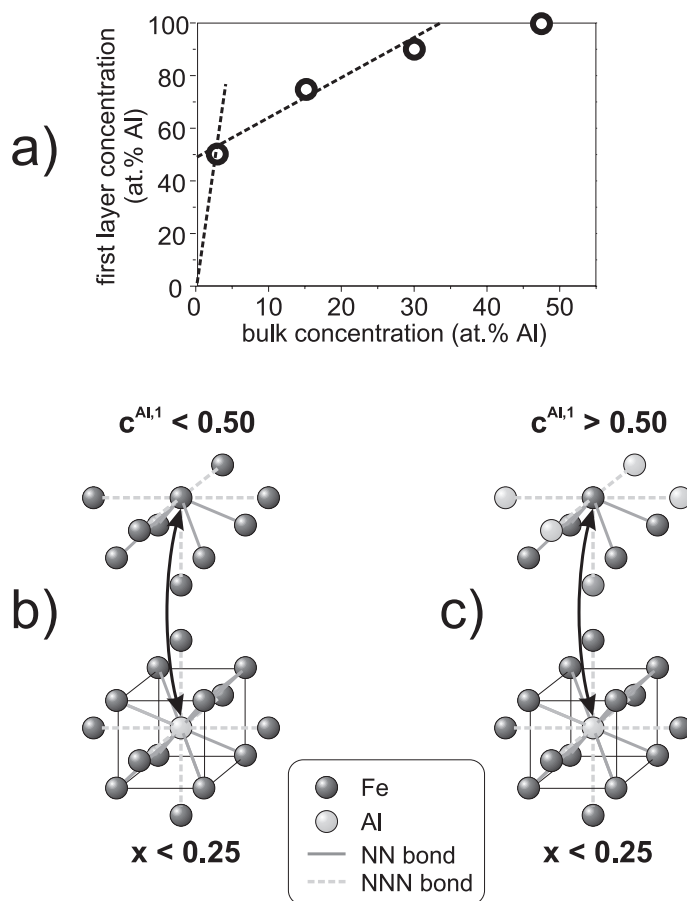 a)
first layer concentration
(at.% Al)
100
80
60
40
20
0
0 10 20 30 40 50
bulk concentration (at.% Al)
c^Al,1 < 0.50
c^Al,1 > 0.50
b)
c)
x < 0.25
x < 0.25
Fe
Al
NN bond
NNN bond